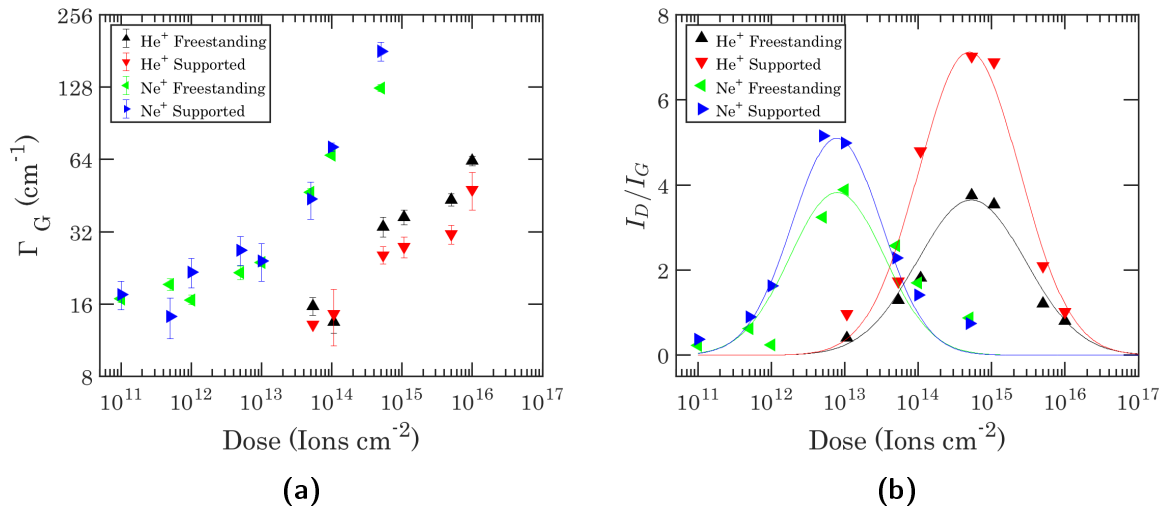 256
128
64
32
16
8
Γ G (cm-1)
He+ Freestanding
He+ Supported
Ne+ Freestanding
Ne+ Supported
10^11 10^12 10^13 10^14 10^15 10^16 10^17
Dose (Ions cm-2)
(a)
8
6
4
2
0
I_D/I_G
He+ Freestanding
He+ Supported
Ne+ Freestanding
Ne+ Supported
10^11 10^12 10^13 10^14 10^15 10^16 10^17
Dose (Ions cm-2)
(b)